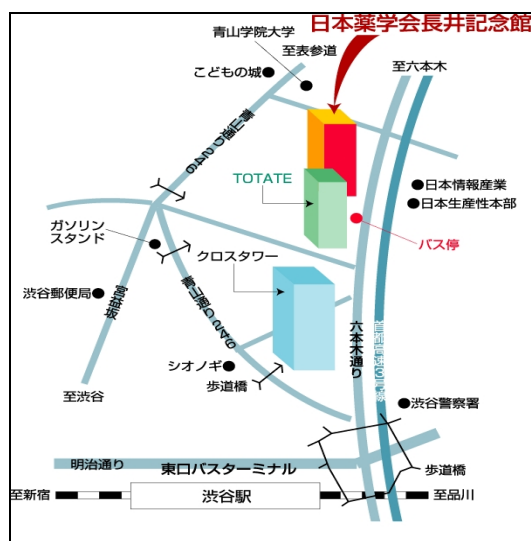 日本薬学会長井記念館
青山学院大学
至表参道
こどもの城
至六本木
青山通り246
TOTATE
日本情報産業
日本生産性本部
バス停
ガソリン
スタンド
クロスタワー
渋谷郵便局
宮益坂
青山通り246
六本木通り
首都高速3号線
シオノギ
歩道橋
至渋谷
渋谷警察署
明治通り
東口バスターミナル
歩道橋
至新宿
渋谷駅
至品川